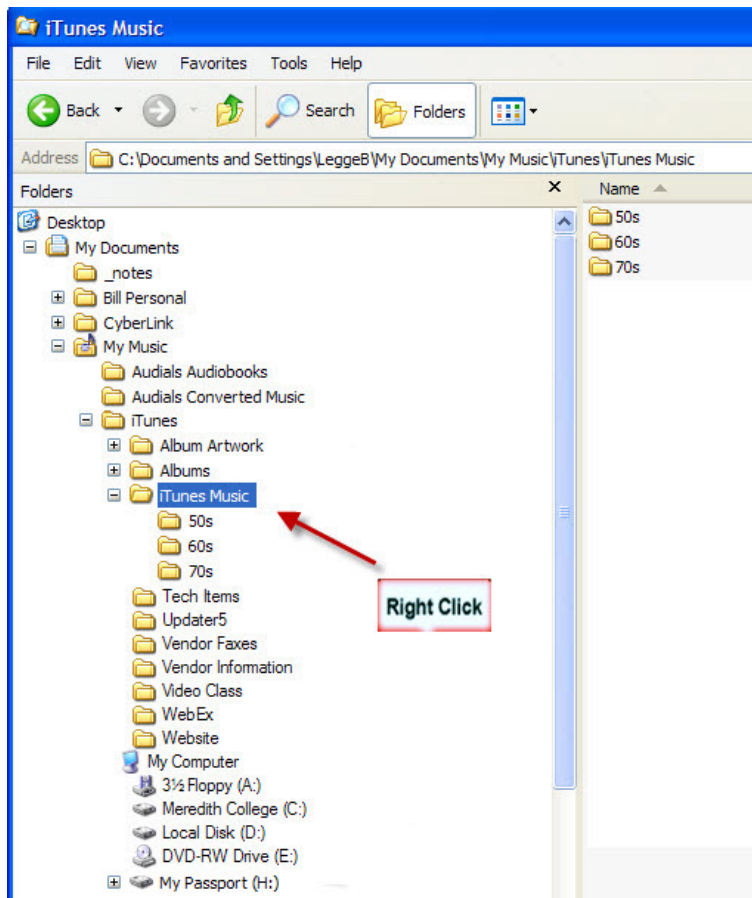 iTunes Music
File Edit View Favorites Tools Help
Back Search Folders
Address C:\Documents and Settings\LeggeB\My Documents\My Music\iTunes\iTunes Music
Folders x Name
Desktop
My Documents
_notes
Bill Personal
CyberLink
My Music
Audials Audiobooks
Audials Converted Music
iTunes
Album Artwork
Albums
iTunes Music
50s
60s
70s
Tech Items
Updater5
Vendor Faxes
Vendor Information
Video Class
WebEx
Website
My Computer
3½ Floppy (A:)
Meredith College (C:)
Local Disk (D:)
DVD-RW Drive (E:)
My Passport (H:)
50s
60s
70s
Right Click